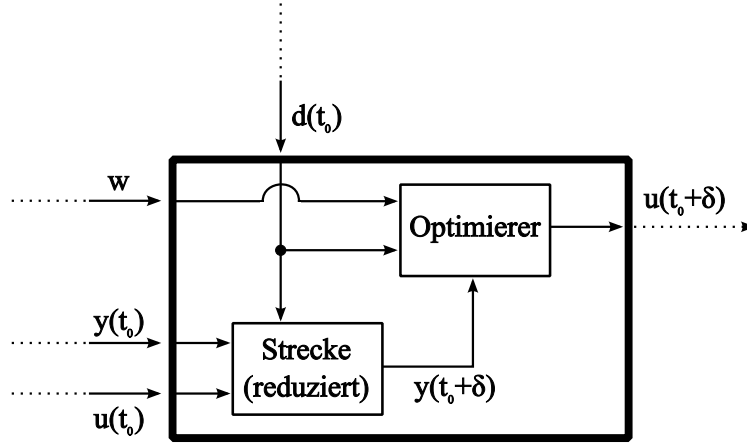 d(t₀)
w
Optimierer
u(t₀+δ)
y(t₀)
Strecke
(reduziert)
y(t₀+δ)
u(t₀)